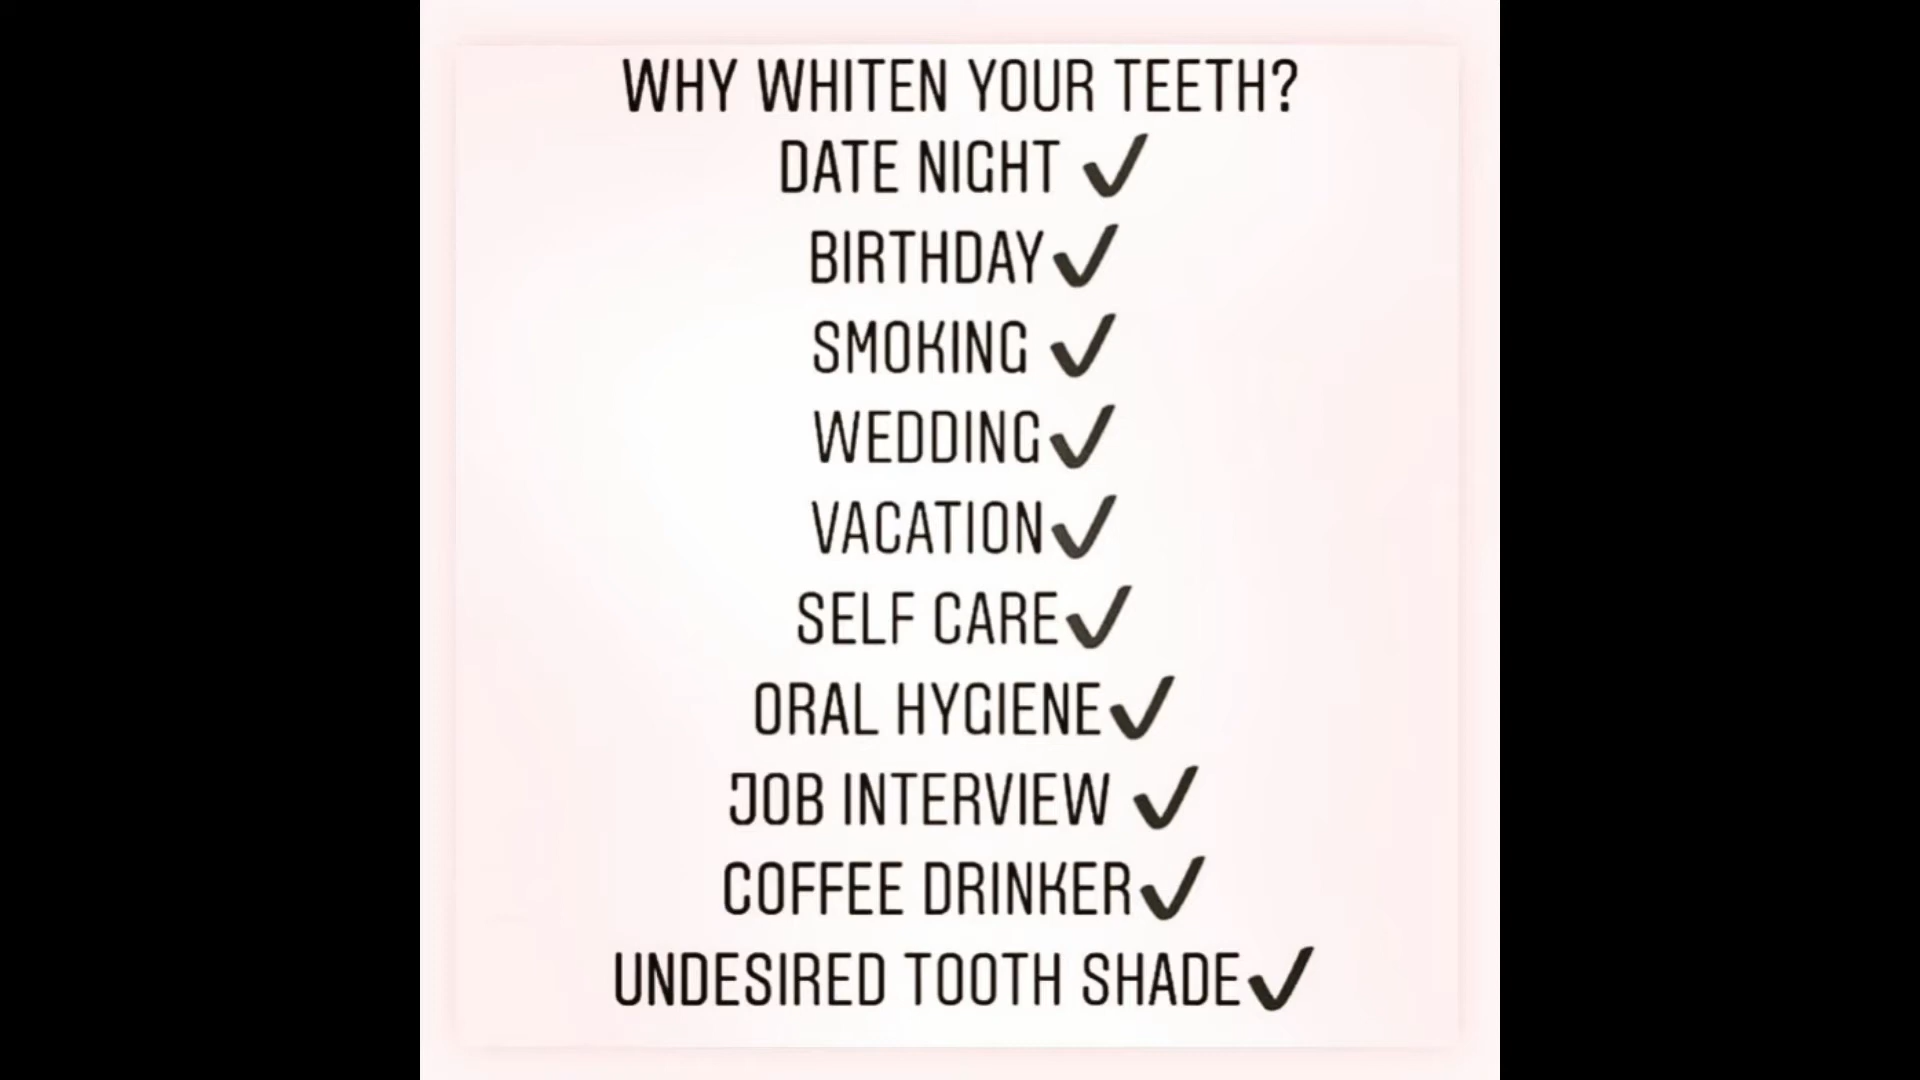 WHY WHITEN YOUR TEETH?
DATE NIGHT ✔
BIRTHDAY✔
SMOKING ✔
WEDDING✔
VACATION✔
SELF CARE✔
ORAL HYGIENE✔
JOB INTERVIEW ✔
COFFEE DRINKER✔
UNDESIRED TOOTH SHADE✔